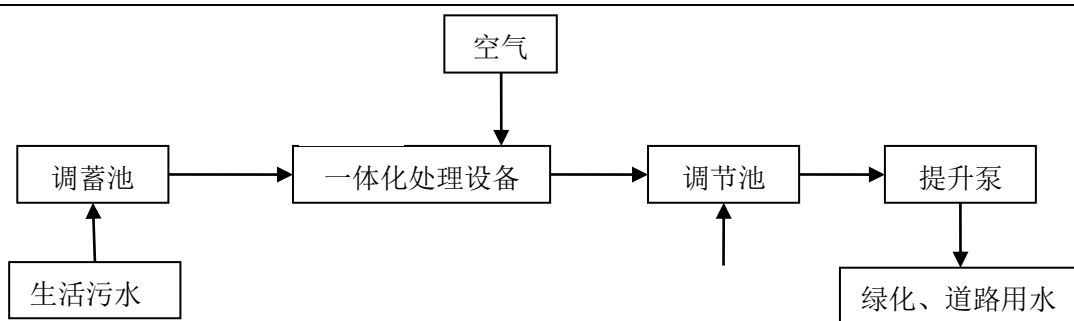 空气
调蓄池
一体化处理设备
调节池
提升泵
生活污水
绿化、道路用水